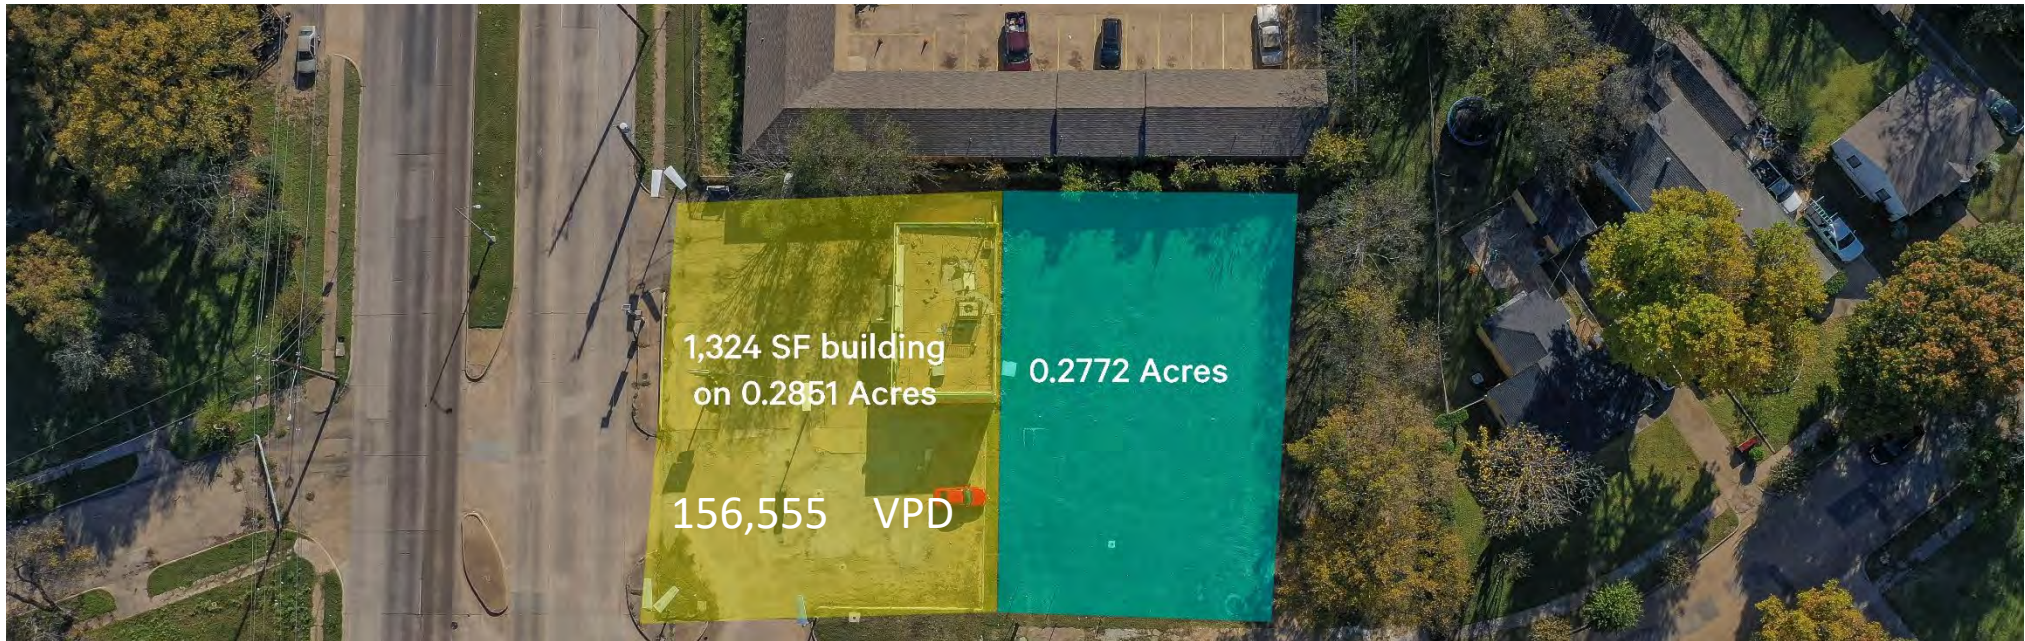 1,324 SF building
on 0.2851 Acres
0.2772 Acres
156,555 VPD